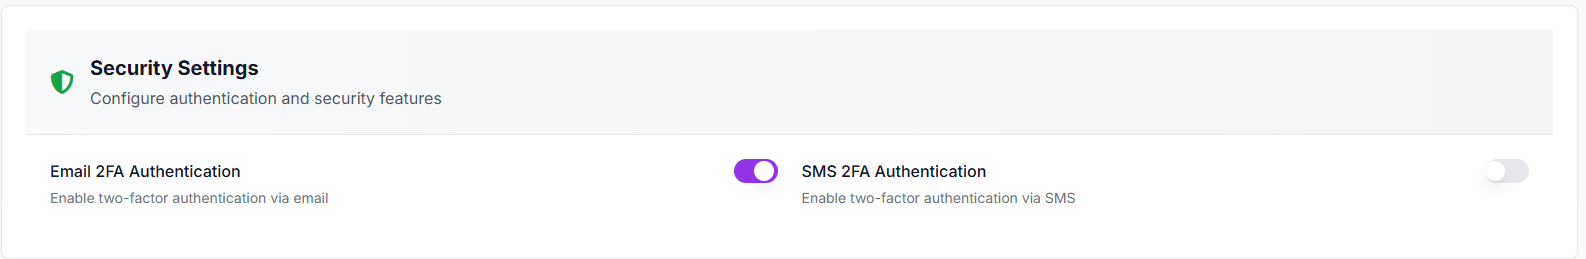 Security Settings
Configure authentication and security features
Email 2FA Authentication
Enable two-factor authentication via email
SMS 2FA Authentication
Enable two-factor authentication via SMS